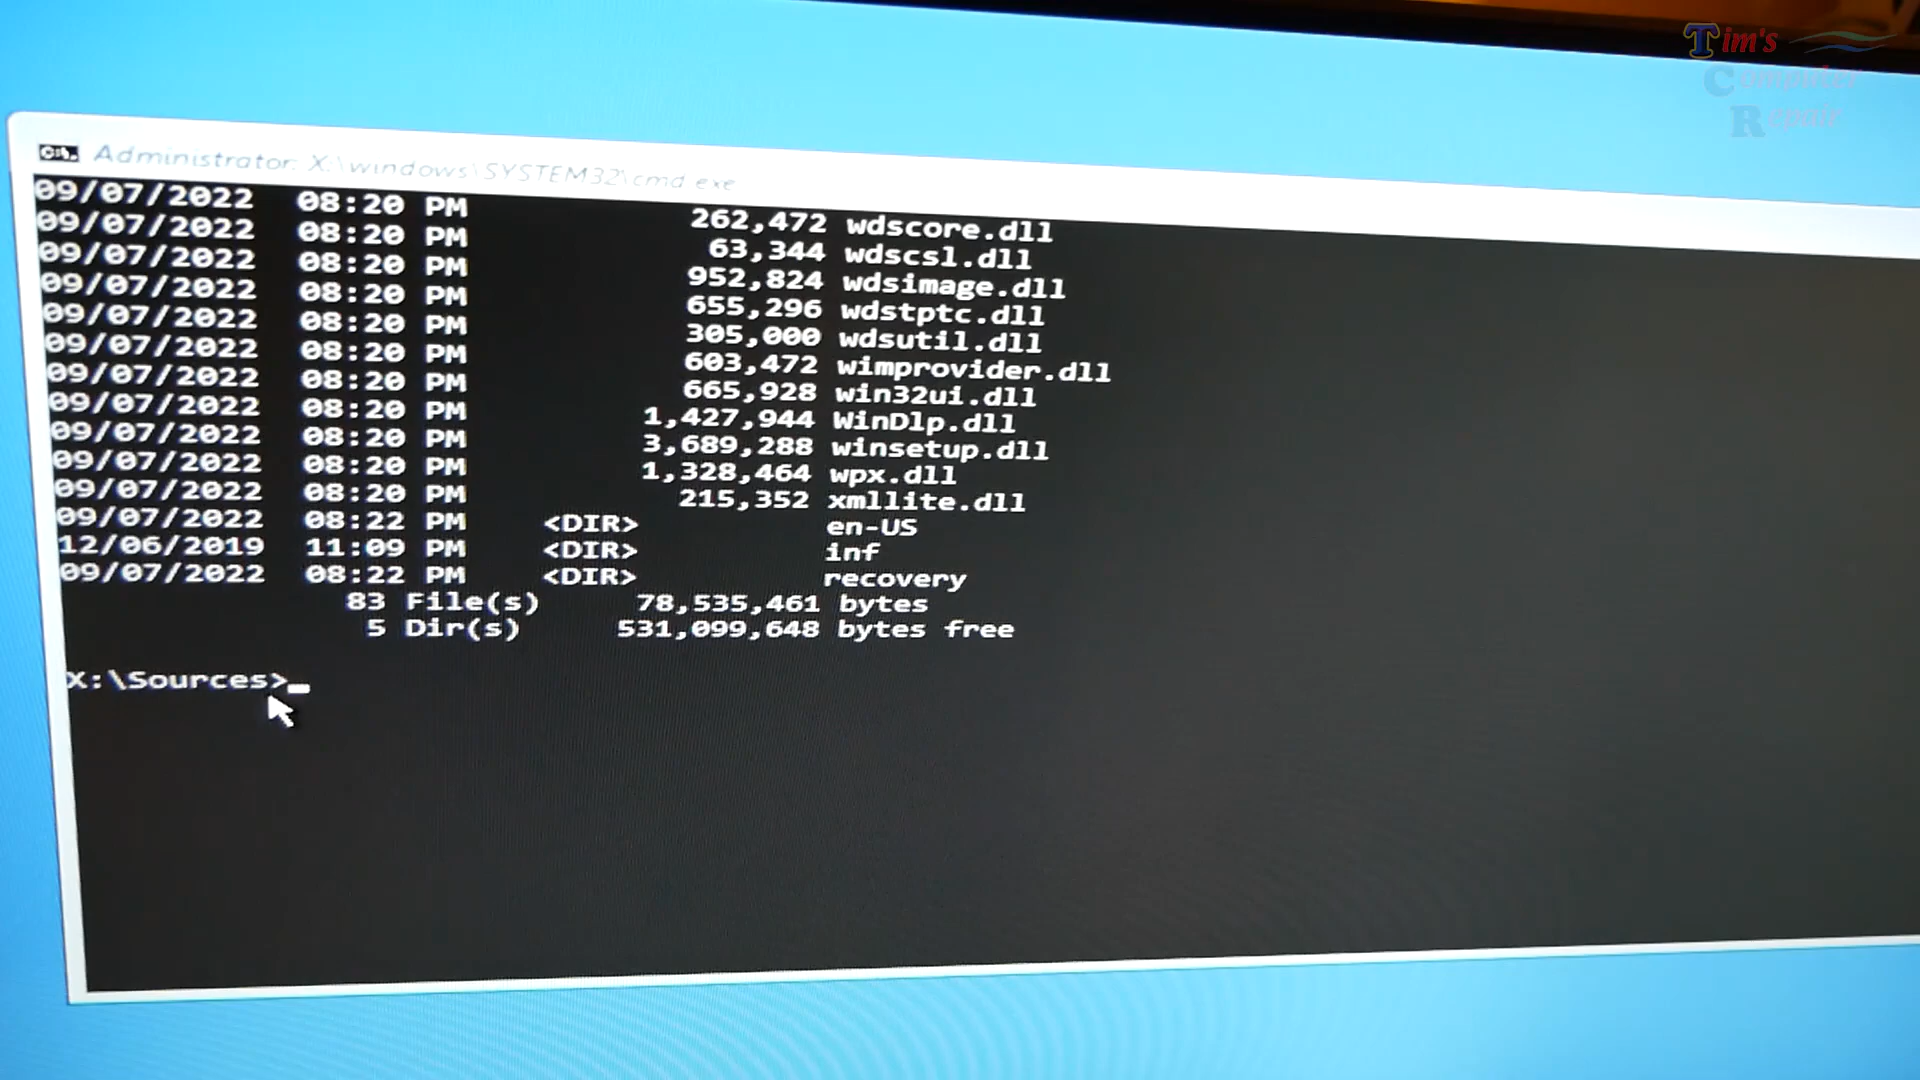 Tim's
Computer
Repair
Administrator: X:\windows\SYSTEM32\cmd.exe
09/07/2022 08:20 PM 262,472 wdscore.dll
09/07/2022 08:20 PM 63,344 wdscsl.dll
09/07/2022 08:20 PM 952,824 wdsimage.dll
09/07/2022 08:20 PM 655,296 wdstptc.dll
09/07/2022 08:20 PM 305,000 wdsutil.dll
09/07/2022 08:20 PM 603,472 wimprovider.dll
09/07/2022 08:20 PM 665,928 win32ui.dll
09/07/2022 08:20 PM 1,427,944 WinDlp.dll
09/07/2022 08:20 PM 3,689,288 winsetup.dll
09/07/2022 08:20 PM 1,328,464 wpx.dll
09/07/2022 08:20 PM 215,352 xmllite.dll
09/07/2022 08:22 PM <DIR> en-US
12/06/2019 11:09 PM <DIR> inf
09/07/2022 08:22 PM <DIR> recovery
83 File(s) 78,535,461 bytes
5 Dir(s) 531,099,648 bytes free
X:\Sources>_